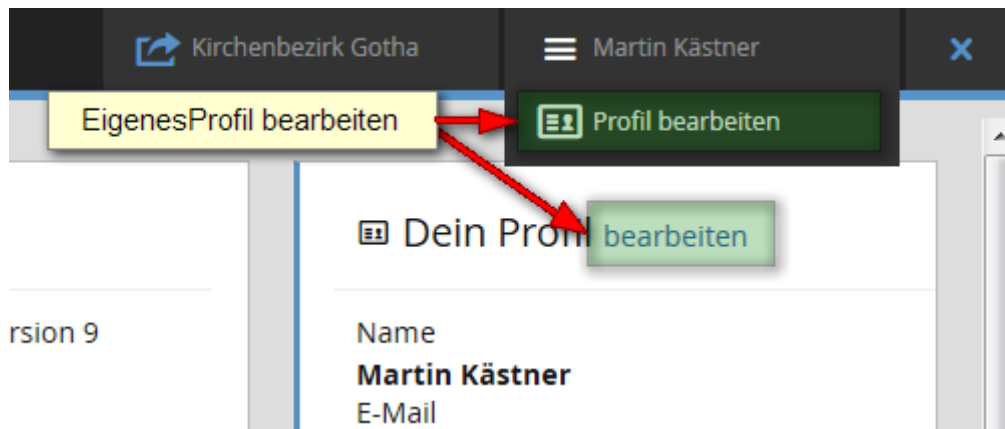 Kirchenbezirk Gotha
Martin Kästner
EigenesProfil bearbeiten
Profil bearbeiten
Dein Profil bearbeiten
rsion 9
Name
Martin Kästner
E-Mail